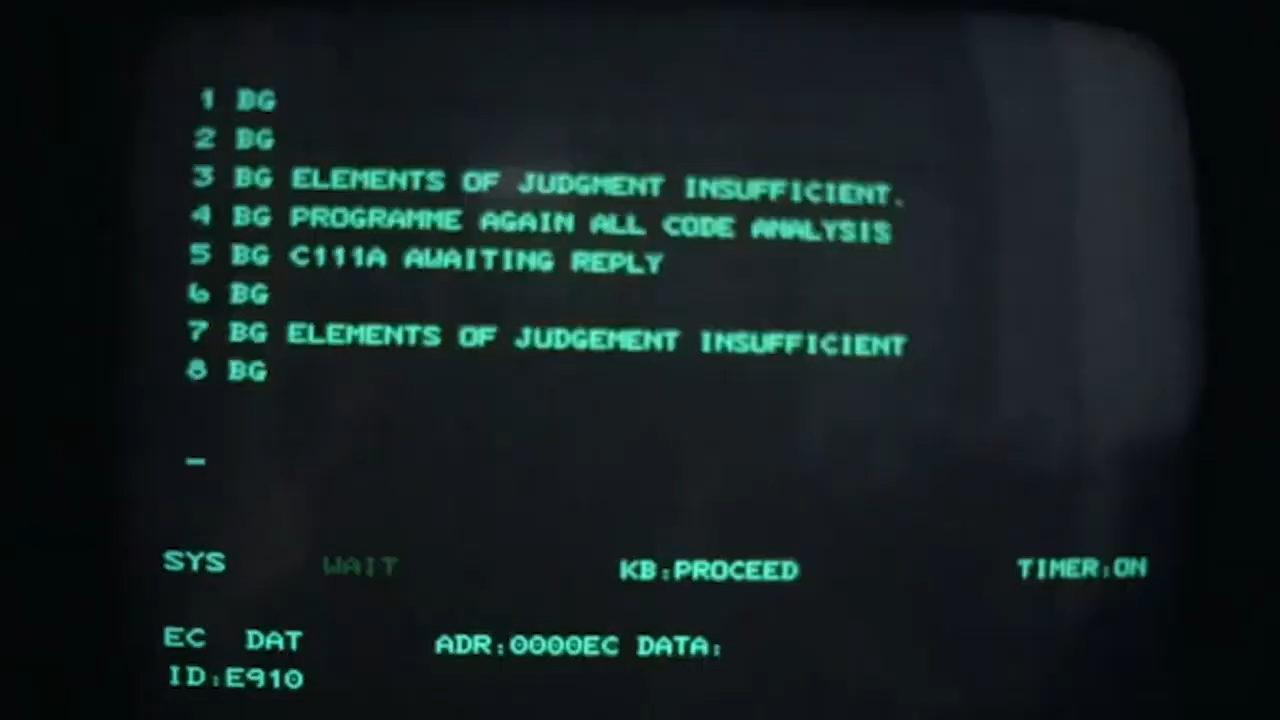 1 BG
2 BG
3 BG ELEMENTS OF JUDGMENT INSUFFICIENT.
4 BG PROGRAMME AGAIN ALL CODE ANALYSIS
5 BG C111A AWAITING REPLY
6 BG
7 BG ELEMENTS OF JUDGEMENT INSUFFICIENT
8 BG
_
SYS WAIT KB:PROCEED TIMER:ON
EC DAT ADR:0000EC DATA:
ID:E910